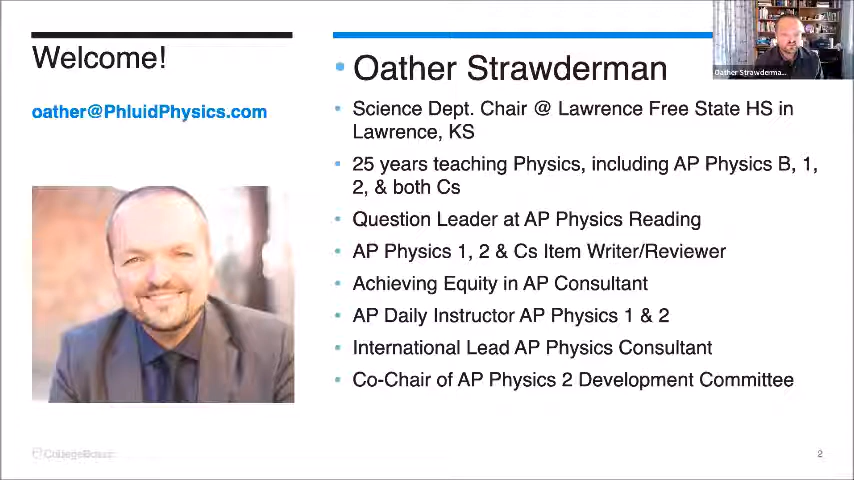 Welcome!
oather@PhluidPhysics.com
• Oather Strawderman
• Science Dept. Chair @ Lawrence Free State HS in
Lawrence, KS
• 25 years teaching Physics, including AP Physics B, 1,
2, & both Cs
• Question Leader at AP Physics Reading
• AP Physics 1, 2 & Cs Item Writer/Reviewer
• Achieving Equity in AP Consultant
• AP Daily Instructor AP Physics 1 & 2
• International Lead AP Physics Consultant
• Co-Chair of AP Physics 2 Development Committee
Oather Strawderma...
2